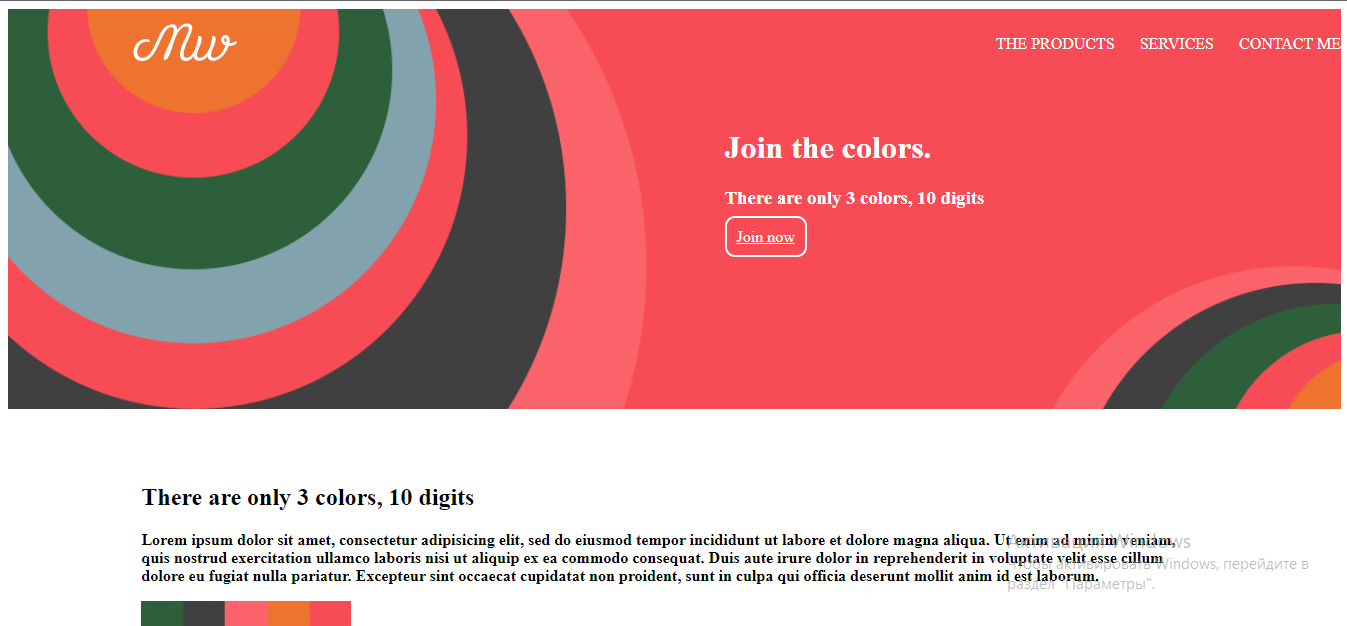 Mw
THE PRODUCTS SERVICES CONTACT ME
Join the colors.
There are only 3 colors, 10 digits
Join now
There are only 3 colors, 10 digits
Lorem ipsum dolor sit amet, consectetur adipisicing elit, sed do eiusmod tempor incididunt ut labore et dolore magna aliqua. Ut enim ad minim veniam,
quis nostrud exercitation ullamco laboris nisi ut aliquip ex ea commodo consequat. Duis aute irure dolor in reprehenderit in voluptate velit esse cillum
dolore eu fugiat nulla pariatur. Excepteur sint occaecat cupidatat non proident, sunt in culpa qui officia deserunt mollit anim id est laborum.
Активация Windows
Чтобы активировать Windows, перейдите в
раздел "Параметры".